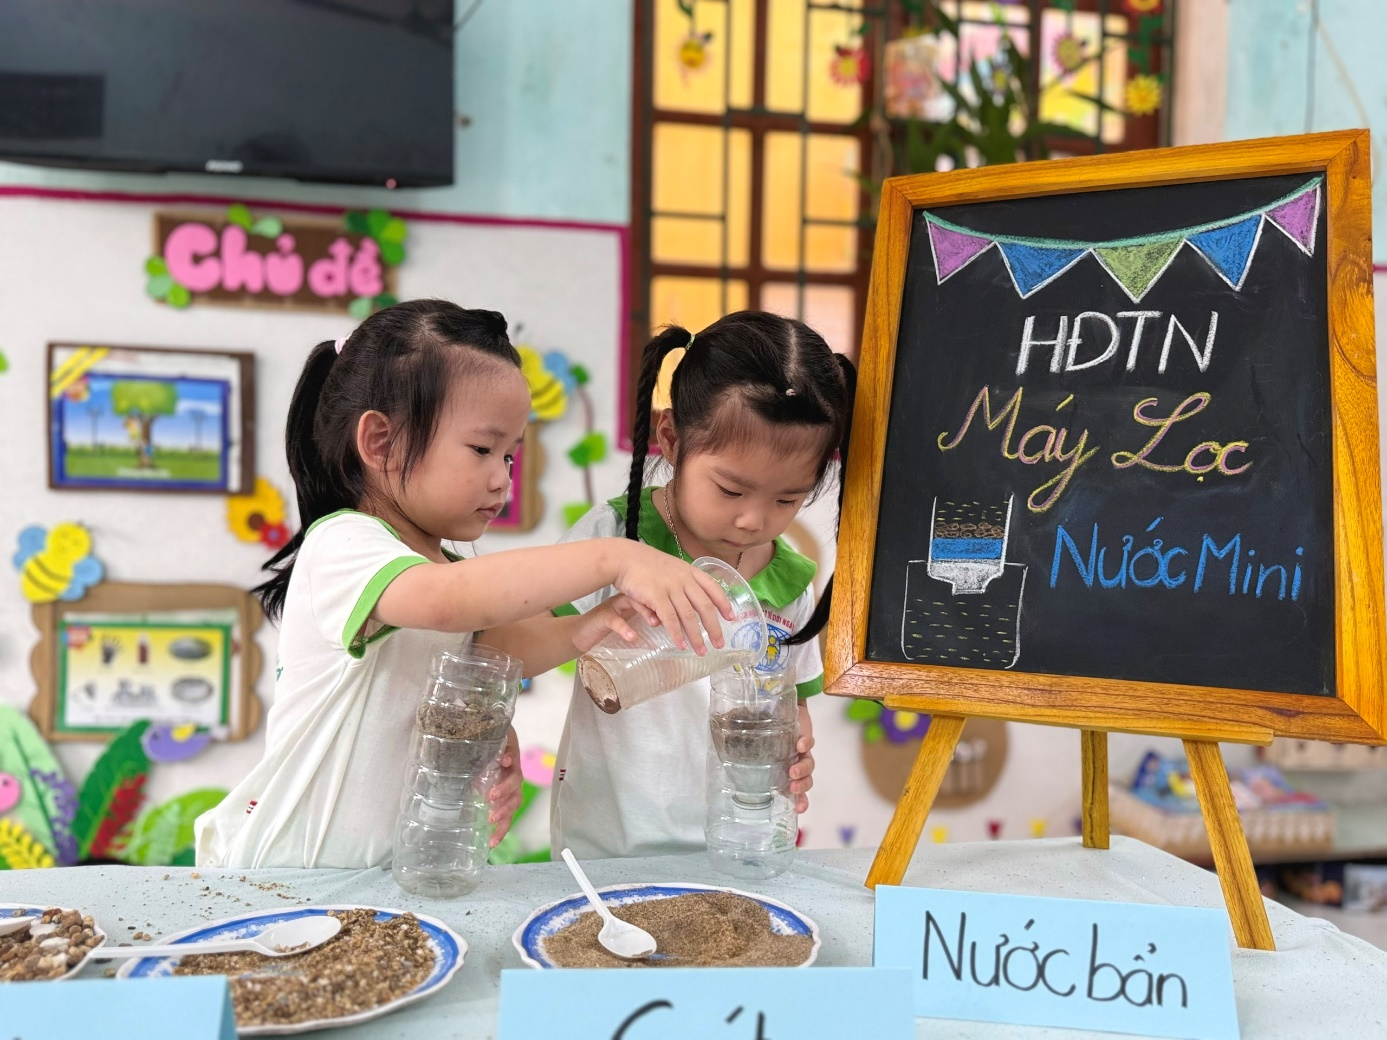 Chủ đề
HĐTN
Máy Lọc
Nước Mini
Nước bẩn